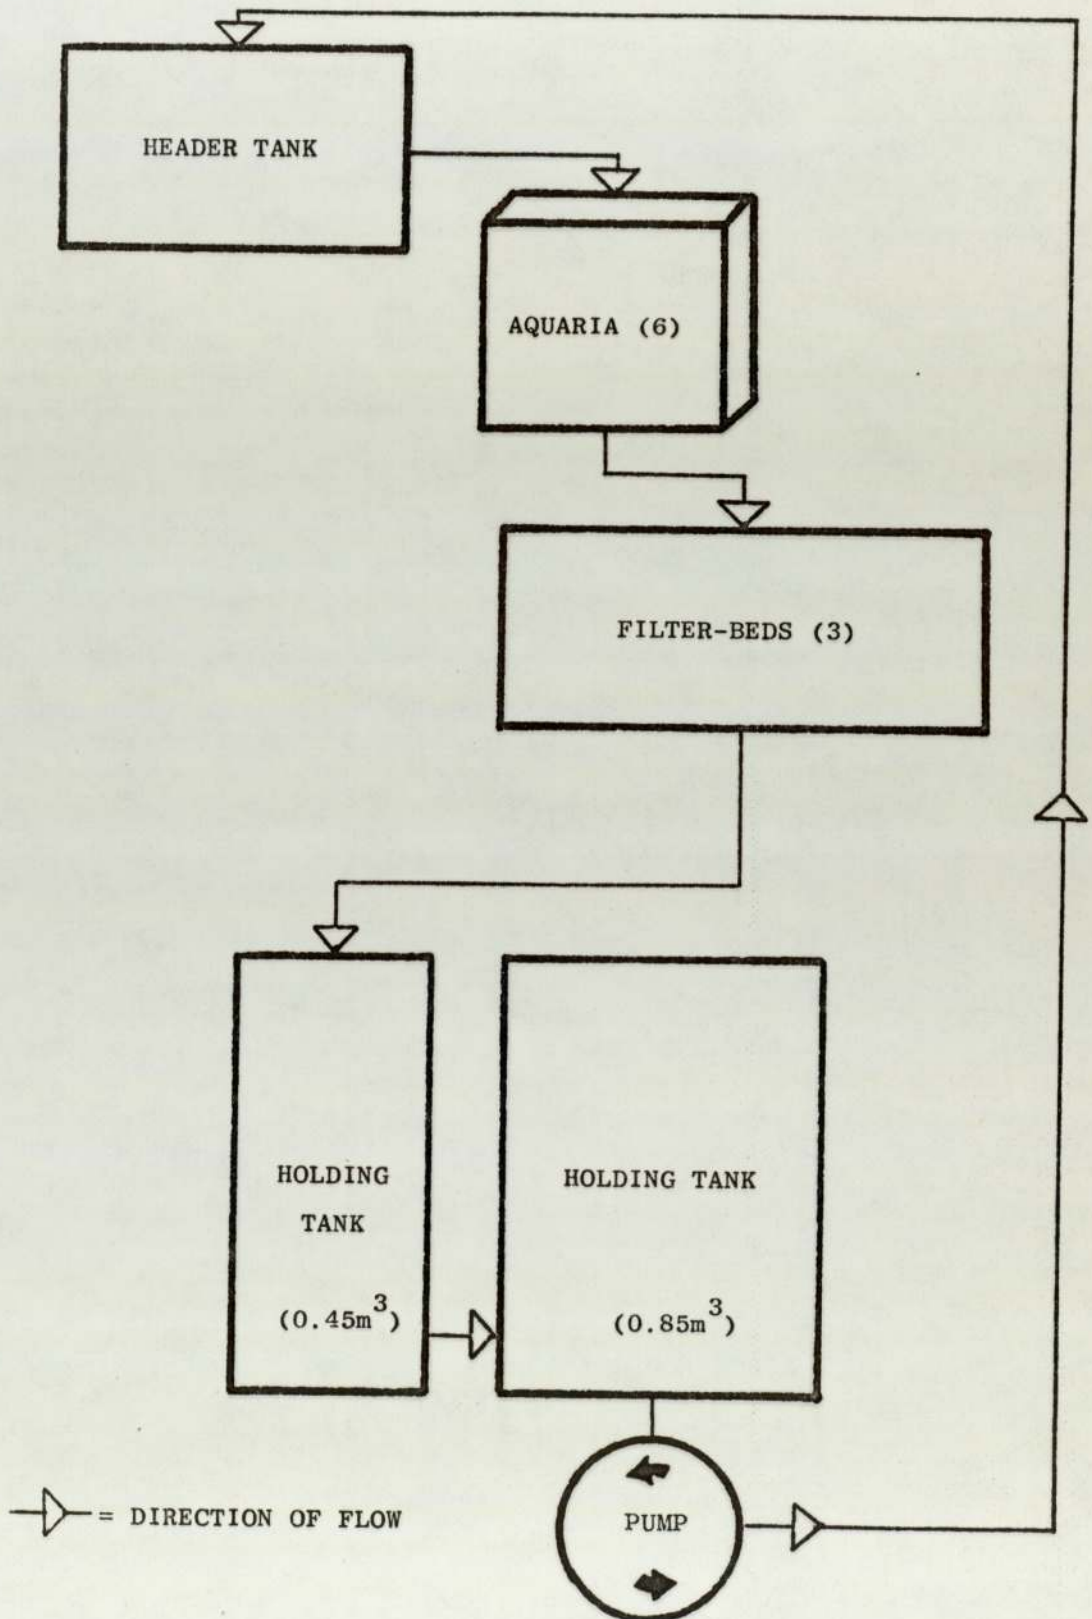 HEADER TANK
AQUARIA (6)
FILTER-BEDS (3)
HOLDING
TANK
(0.45m³)
HOLDING TANK
(0.85m³)
PUMP
= DIRECTION OF FLOW